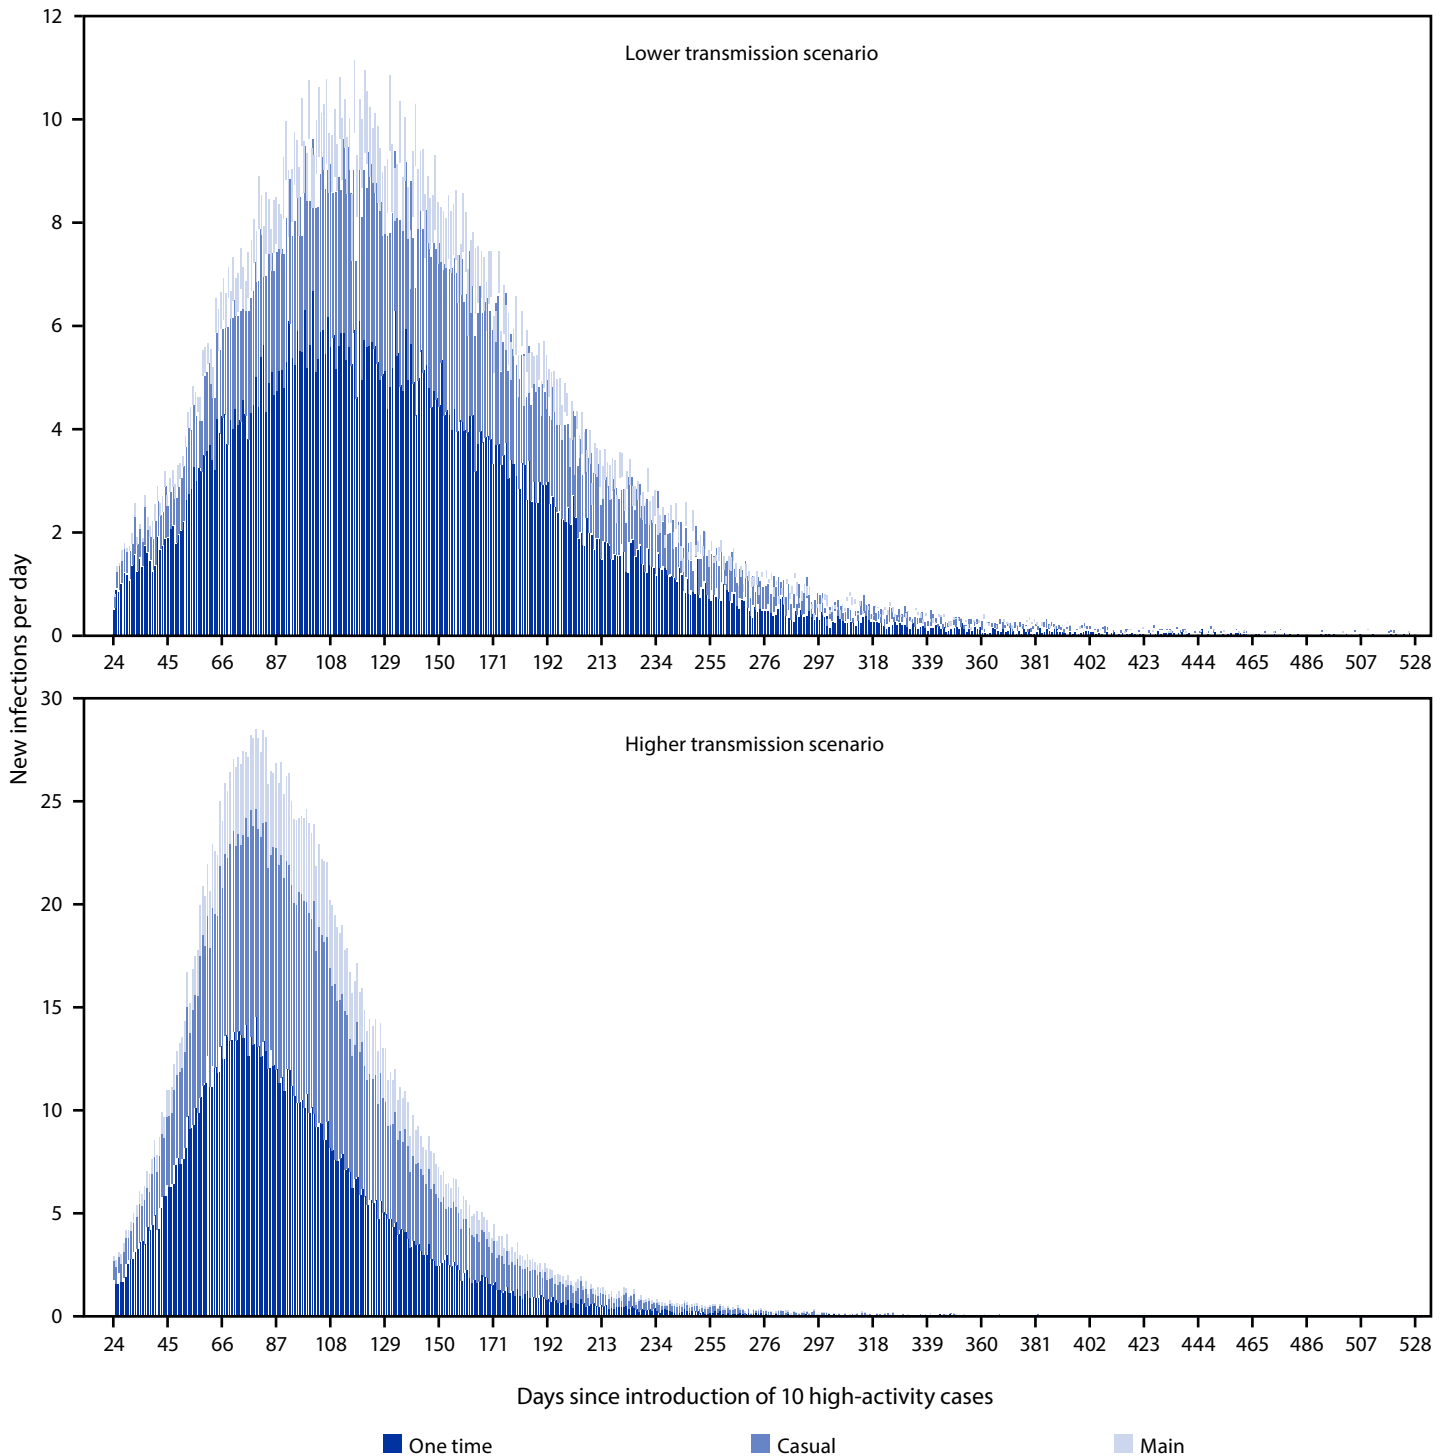 New infections per day
Lower transmission scenario
12
10
8
6
4
2
0
24 45 66 87 108 129 150 171 192 213 234 255 276 297 318 339 360 381 402 423 444 465 486 507 528
Higher transmission scenario
30
25
20
15
10
5
0
24 45 66 87 108 129 150 171 192 213 234 255 276 297 318 339 360 381 402 423 444 465 486 507 528
Days since introduction of 10 high-activity cases
One time Casual Main